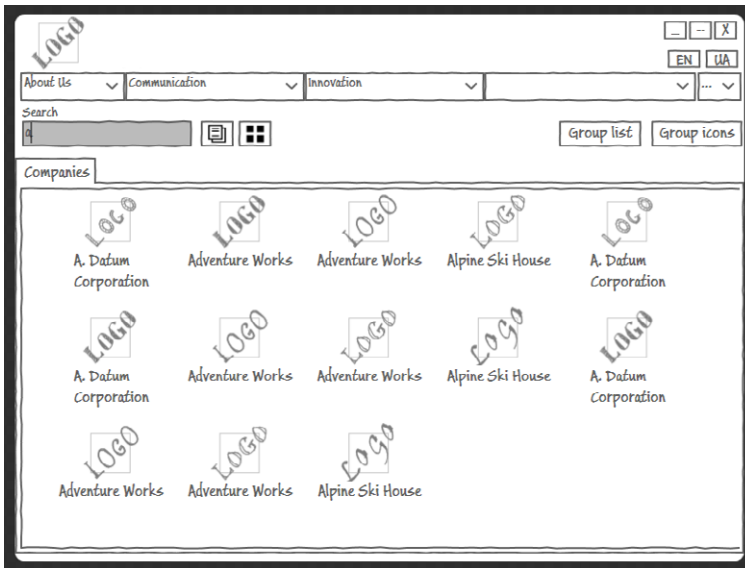 LOGO
_ -- X
EN UA
About Us Communication Innovation ...
Search
a
Group list Group icons
Companies
LOGO LOGO LOGO LOGO LOGO
A. Datum Adventure Works Adventure Works Alpine Ski House A. Datum
Corporation Corporation
LOGO LOGO LOGO LOGO LOGO
A. Datum Adventure Works Adventure Works Alpine Ski House A. Datum
Corporation Corporation
LOGO LOGO LOGO
Adventure Works Adventure Works Alpine Ski House